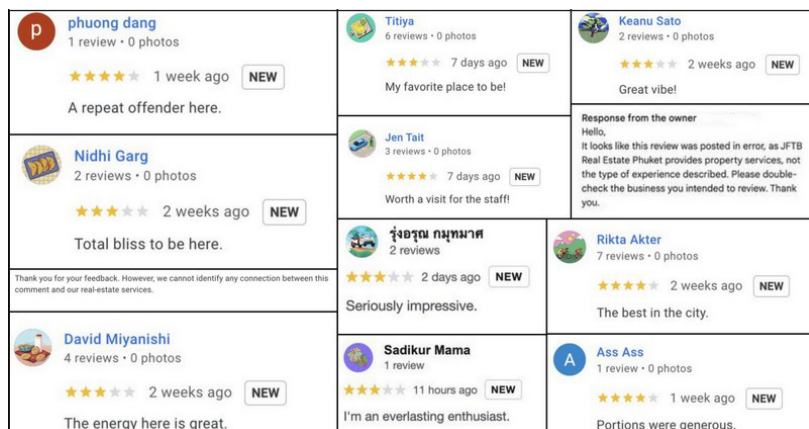 phuong dang
1 review • 0 photos
1 week ago NEW
A repeat offender here.
Nidhi Garg
2 reviews • 0 photos
2 weeks ago NEW
Total bliss to be here.
Thank you for your feedback. However, we cannot identify any connection between this
comment and our real-estate services.
David Miyanishi
4 reviews • 0 photos
2 weeks ago NEW
The energy here is great.
Titiya
6 reviews • 0 photos
7 days ago NEW
My favorite place to be!
Jen Tait
3 reviews • 0 photos
7 days ago NEW
Worth a visit for the staff!
รุ่งอรุณ กมุทมาศ
2 reviews
2 days ago NEW
Seriously impressive.
Sadikur Mama
1 review
11 hours ago NEW
I'm an everlasting enthusiast.
Keanu Sato
2 reviews • 0 photos
2 weeks ago NEW
Great vibe!
Response from the owner
Hello,
It looks like this review was posted in error, as JFTB
Real Estate Phuket provides property services, not
the type of experience described. Please double-
check the business you intended to review. Thank
you.
Rikta Akter
7 reviews • 0 photos
2 weeks ago NEW
The best in the city.
A
Ass Ass
1 review • 0 photos
1 week ago NEW
Portions were generous.